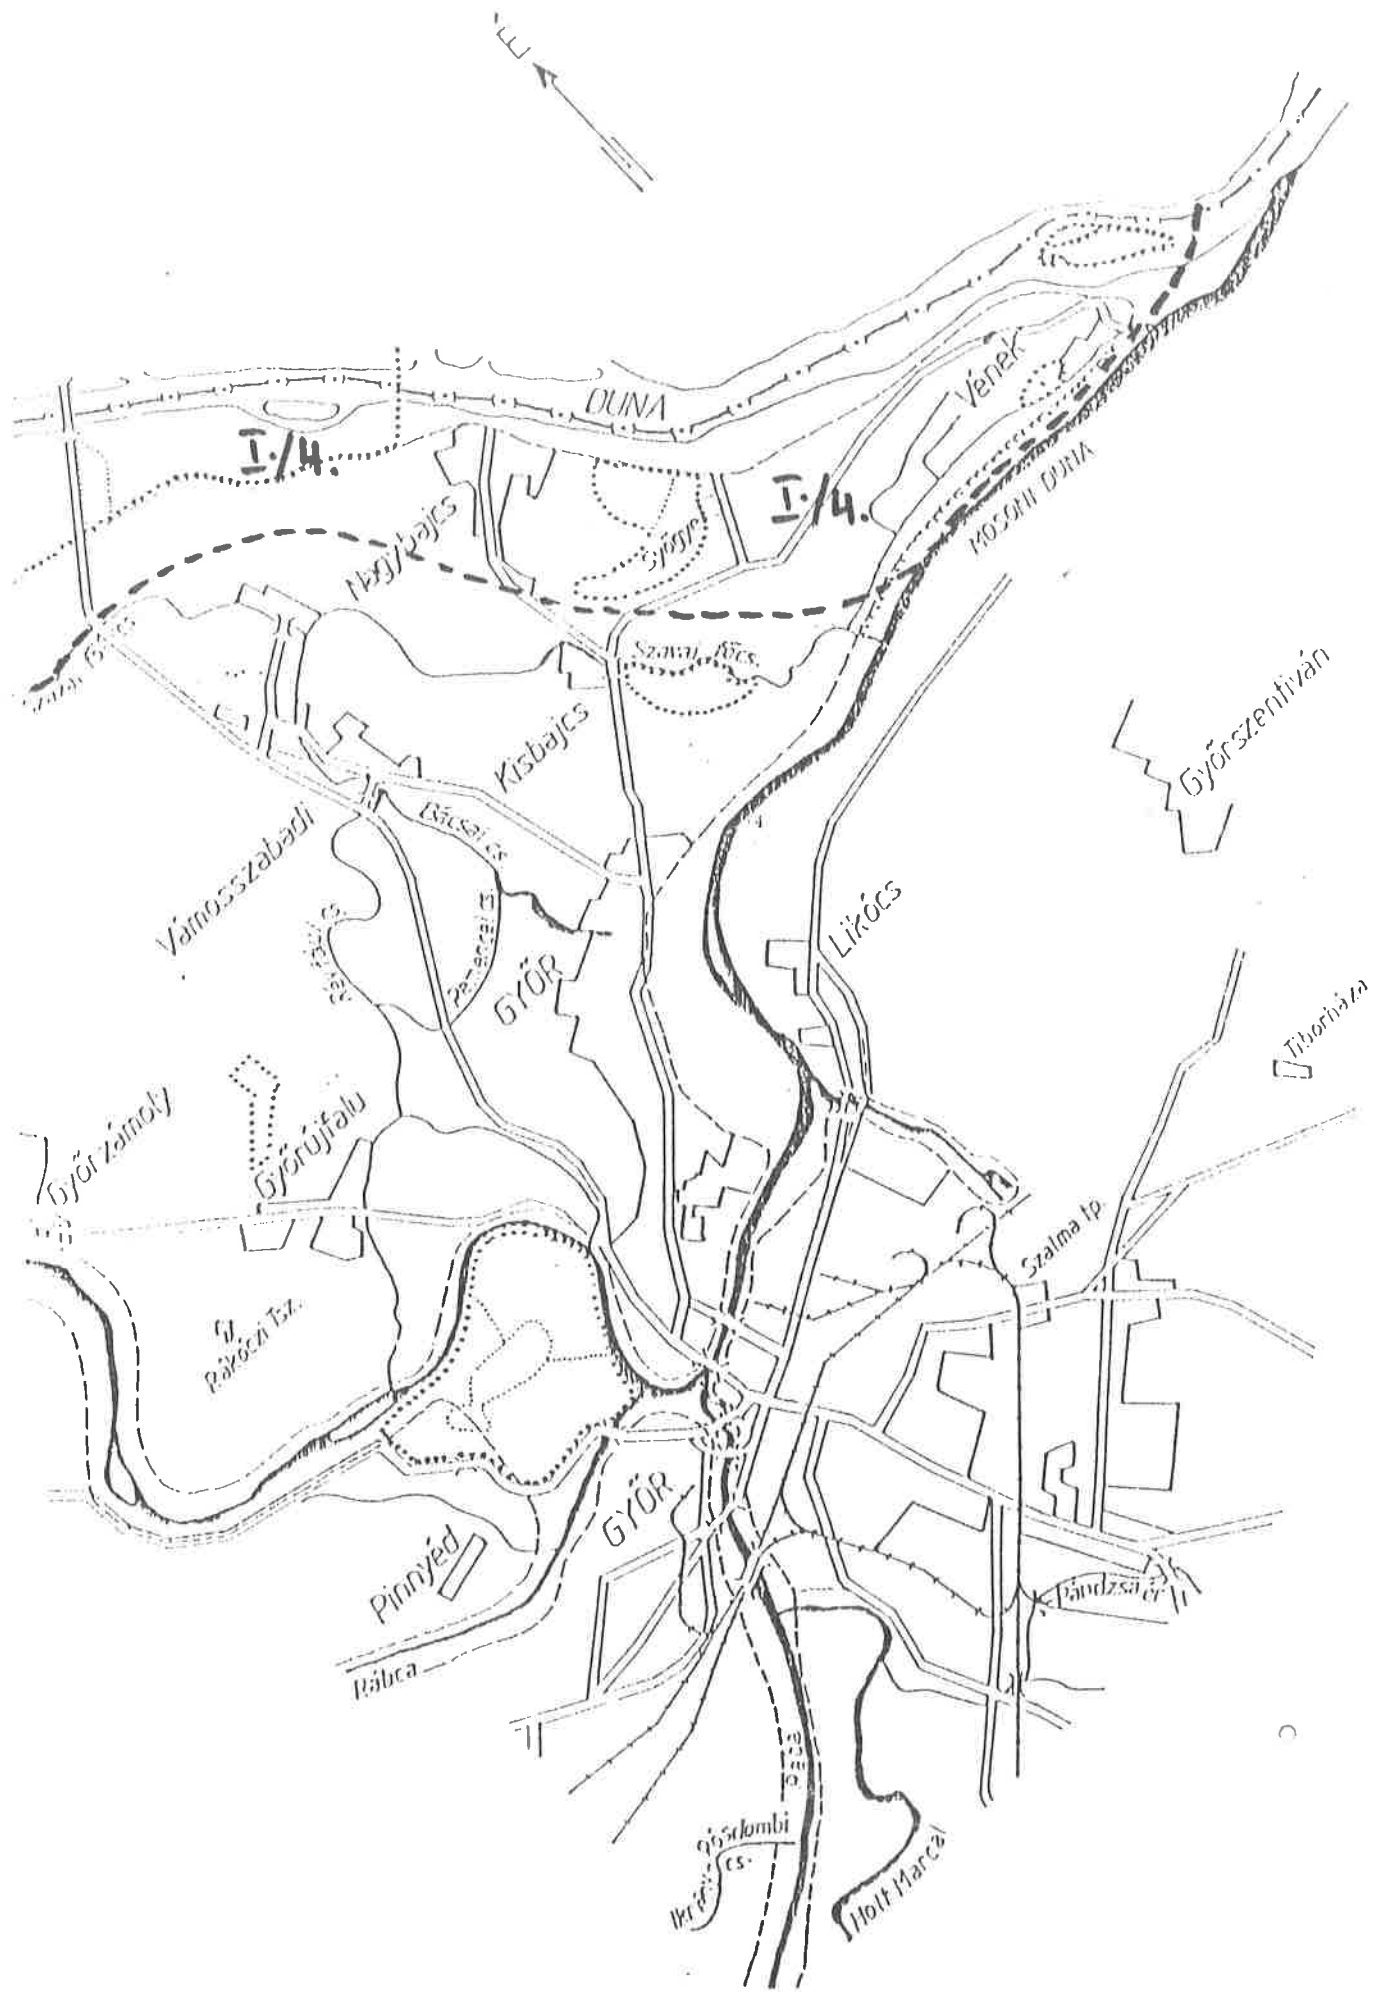 É
DUNA
I./4.
Vének
I./4.
MOSONI DUNA
Nagybajcs
Szavai
Győrszentiván
Kisbajcs
Bácsai cs.
Vámosszabadi
Likócs
GYŐR
Tiborháza
Győrzámoly
Győrújfalu
Szalma tp.
Rákóczi Tsz.
GYŐR
Pinnyéd
Pándzsa ér
Rábca
Rába
cs.
Holt Marcal